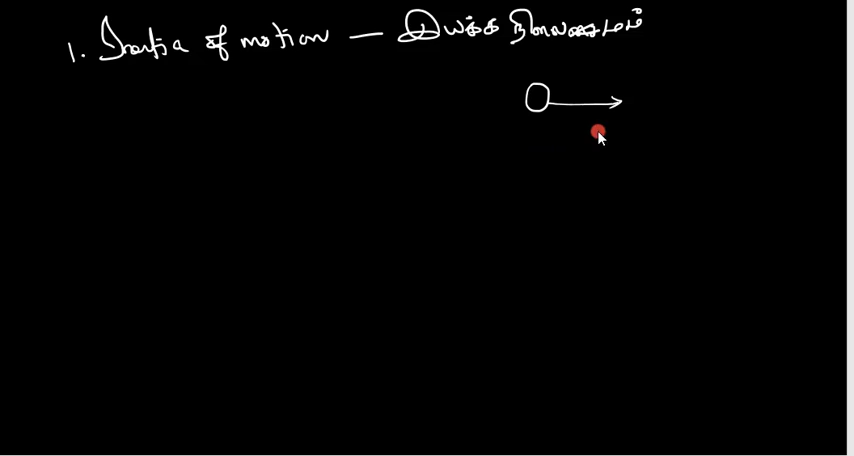 1. Inertia of motion — இயக்க நிலைமம்